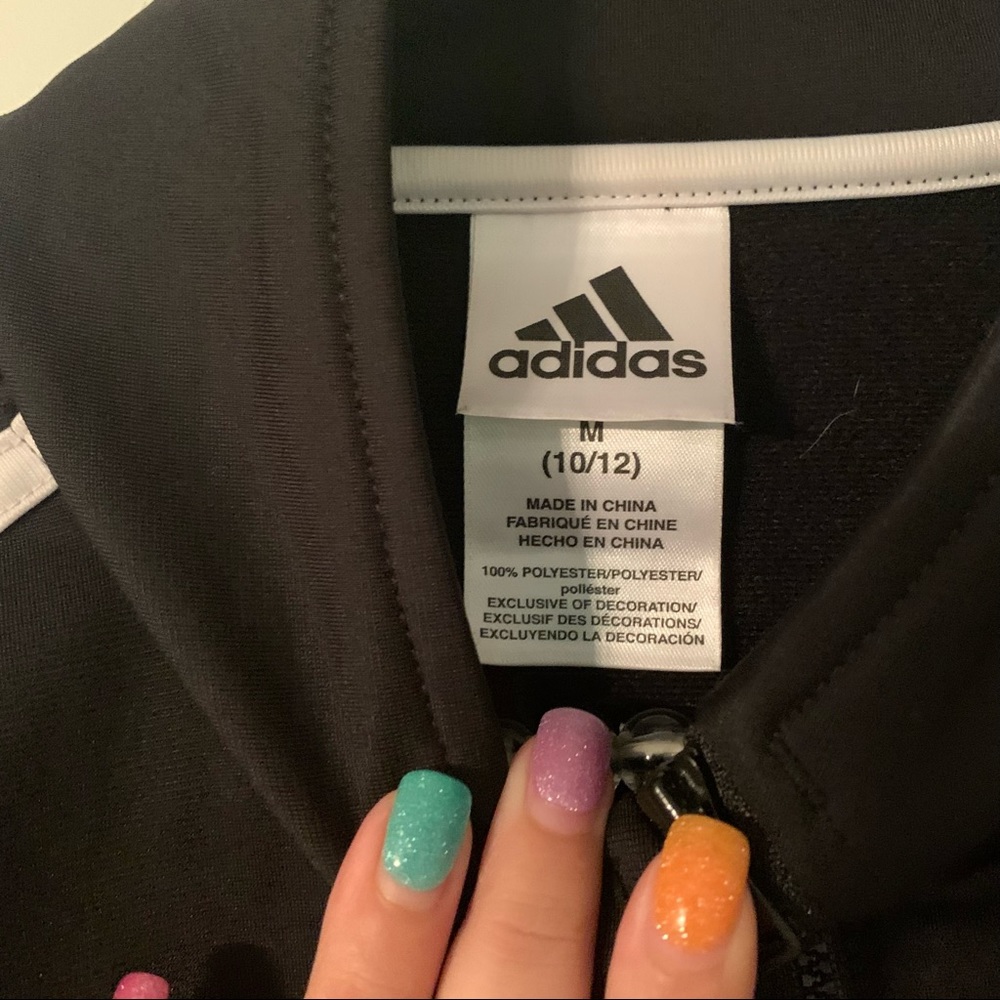 adidas
M
(10/12)
MADE IN CHINA
FABRIQUÉ EN CHINE
HECHO EN CHINA
100% POLYESTER/POLYESTER/
poliéster
EXCLUSIVE OF DECORATION/
EXCLUSIF DES DÉCORATIONS/
EXCLUYENDO LA DECORACIÓN